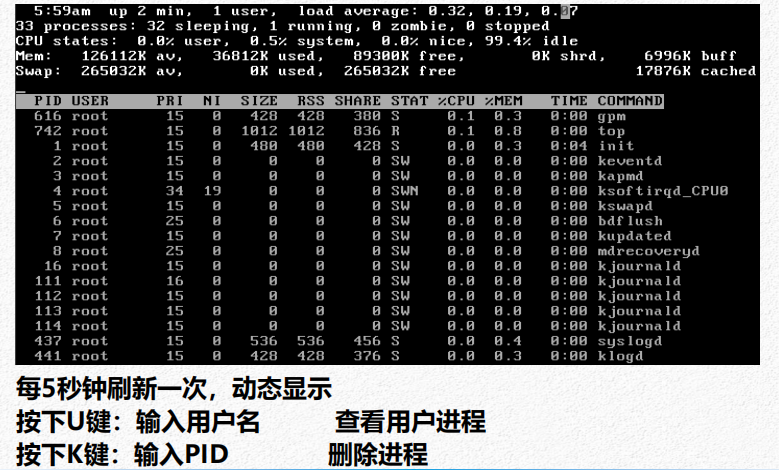 5:59am  up 2 min,  1 user,  load average: 0.32, 0.19, 0.07
33 processes: 32 sleeping, 1 running, 0 zombie, 0 stopped
CPU states:  0.0% user,  0.5% system,  0.0% nice, 99.4% idle
Mem:   126112K av,   36812K used,   89300K free,       0K shrd,    6996K buff
Swap:  265032K av,       0K used,  265032K free                   17876K cached
PID USER     PRI  NI  SIZE  RSS SHARE STAT %CPU %MEM   TIME COMMAND
616 root      15   0   428  428   380 S     0.1  0.3   0:00 gpm
742 root      15   0  1012 1012   836 R     0.1  0.8   0:00 top
1 root      15   0   480  480   428 S     0.0  0.3   0:04 init
2 root      15   0     0    0     0 SW    0.0  0.0   0:00 keventd
3 root      15   0     0    0     0 SW    0.0  0.0   0:00 kapmd
4 root      34  19     0    0     0 SWN   0.0  0.0   0:00 ksoftirqd_CPU0
5 root      15   0     0    0     0 SW    0.0  0.0   0:00 kswapd
6 root      25   0     0    0     0 SW    0.0  0.0   0:00 bdflush
7 root      15   0     0    0     0 SW    0.0  0.0   0:00 kupdated
8 root      25   0     0    0     0 SW    0.0  0.0   0:00 mdrecoveryd
16 root      15   0     0    0     0 SW    0.0  0.0   0:00 kjournald
111 root      16   0     0    0     0 SW    0.0  0.0   0:00 kjournald
112 root      15   0     0    0     0 SW    0.0  0.0   0:00 kjournald
113 root      15   0     0    0     0 SW    0.0  0.0   0:00 kjournald
114 root      15   0     0    0     0 SW    0.0  0.0   0:00 kjournald
437 root      15   0   536  536   456 S     0.0  0.4   0:00 syslogd
441 root      15   0   428  428   376 S     0.0  0.3   0:00 klogd
每5秒钟刷新一次，动态显示
按下U键：输入用户名 查看用户进程
按下K键：输入PID 删除进程